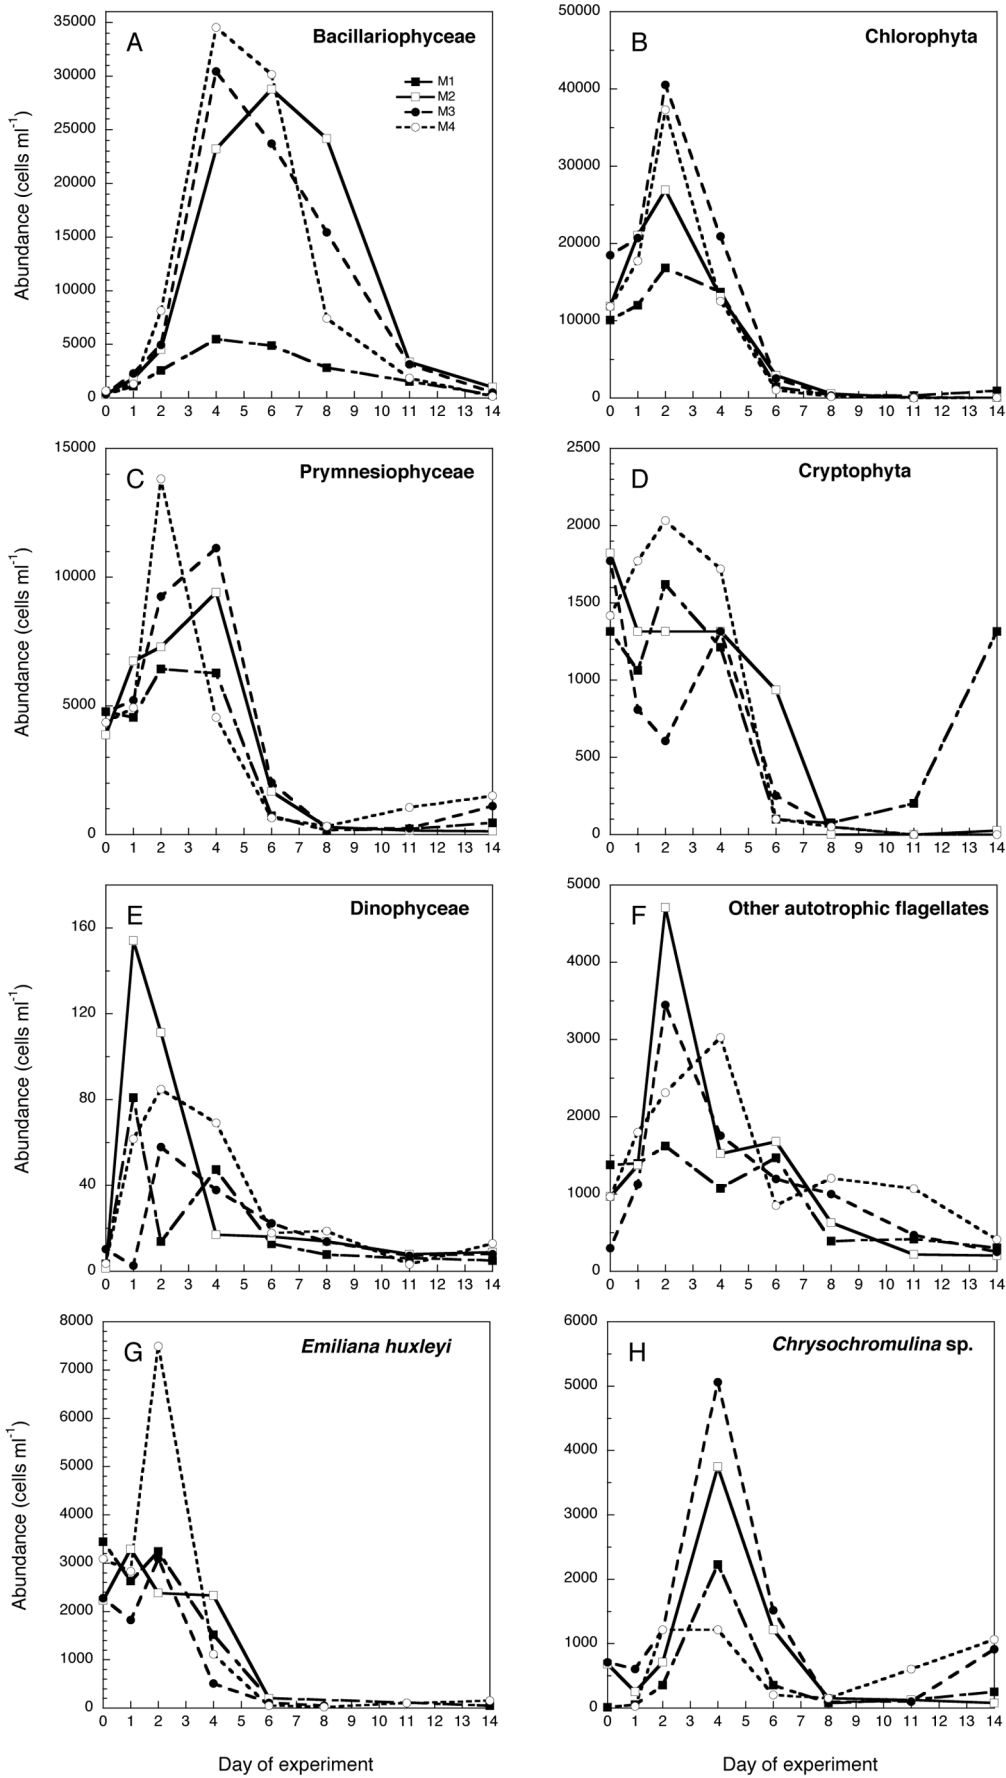 A
Bacillariophyceae
M1
M2
M3
M4
Abundance (cells ml⁻¹)
35000
30000
25000
20000
15000
10000
5000
0
0 1 2 3 4 5 6 7 8 9 10 11 12 13 14
B
Chlorophyta
50000
40000
30000
20000
10000
0
0 1 2 3 4 5 6 7 8 9 10 11 12 13 14
C
Prymnesiophyceae
Abundance (cells ml⁻¹)
15000
10000
5000
0
0 1 2 3 4 5 6 7 8 9 10 11 12 13 14
D
Cryptophyta
2500
2000
1500
1000
500
0
0 1 2 3 4 5 6 7 8 9 10 11 12 13 14
E
Dinophyceae
Abundance (cells ml⁻¹)
160
120
80
40
0
0 1 2 3 4 5 6 7 8 9 10 11 12 13 14
F
Other autotrophic flagellates
5000
4000
3000
2000
1000
0
0 1 2 3 4 5 6 7 8 9 10 11 12 13 14
G
Emiliana huxleyi
Abundance (cells ml⁻¹)
8000
7000
6000
5000
4000
3000
2000
1000
0
0 1 2 3 4 5 6 7 8 9 10 11 12 13 14
Day of experiment
H
Chrysochromulina sp.
6000
5000
4000
3000
2000
1000
0
0 1 2 3 4 5 6 7 8 9 10 11 12 13 14
Day of experiment